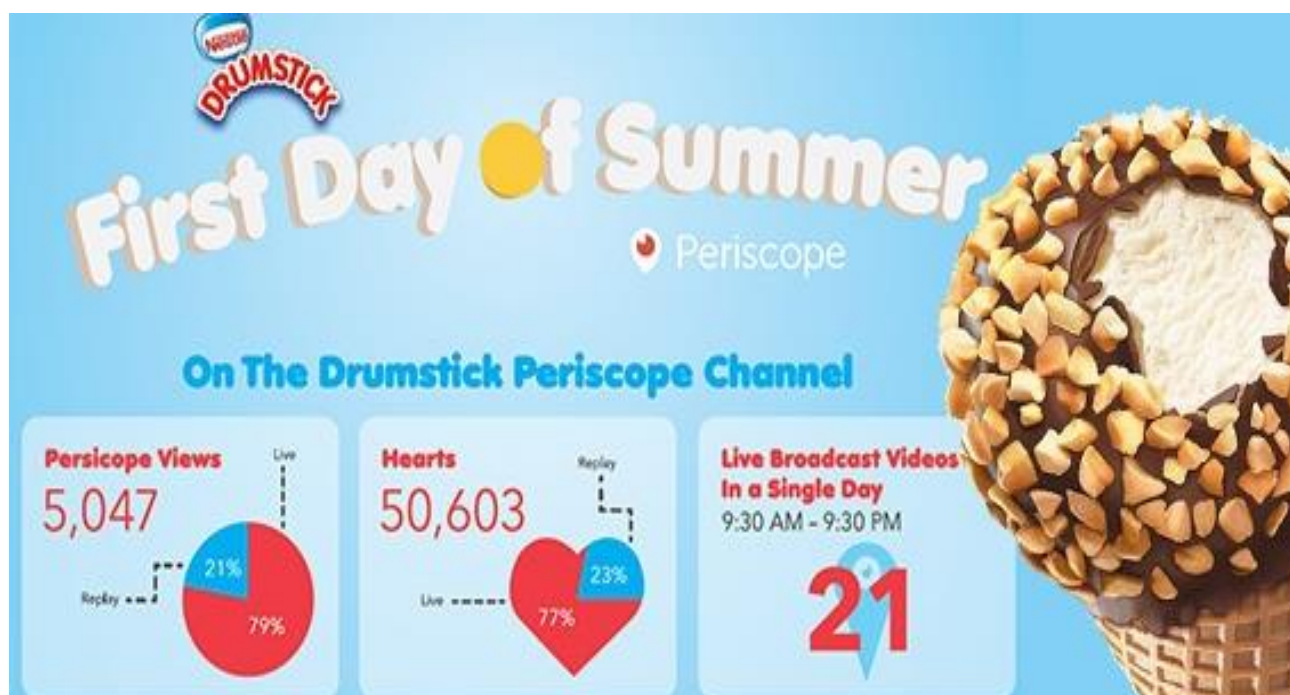 Nestlé
DRUMSTICK
First Day of Summer
Periscope
On The Drumstick Periscope Channel
Persicope Views
5,047
Live
Replay
21%
79%
Hearts
50,603
Replay
Live
23%
77%
Live Broadcast Videos
In a Single Day
9:30 AM - 9:30 PM
21